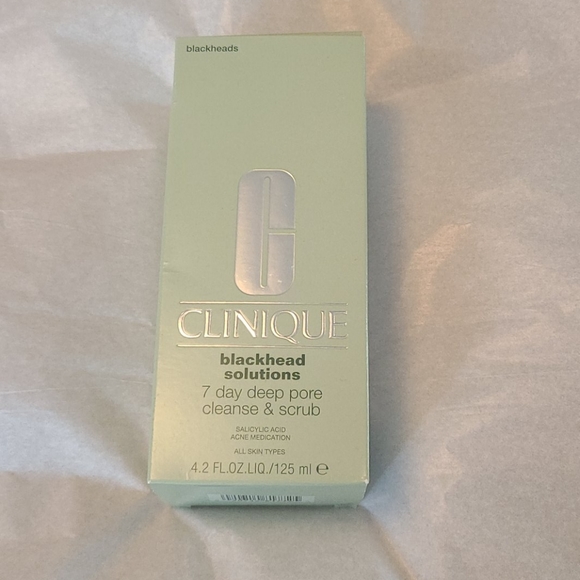 blackheads
CLINIQUE
blackhead
solutions
7 day deep pore
cleanse & scrub
SALICYLIC ACID
ACNE MEDICATION
ALL SKIN TYPES
4.2 FL.OZ.LIQ./125 ml ℮